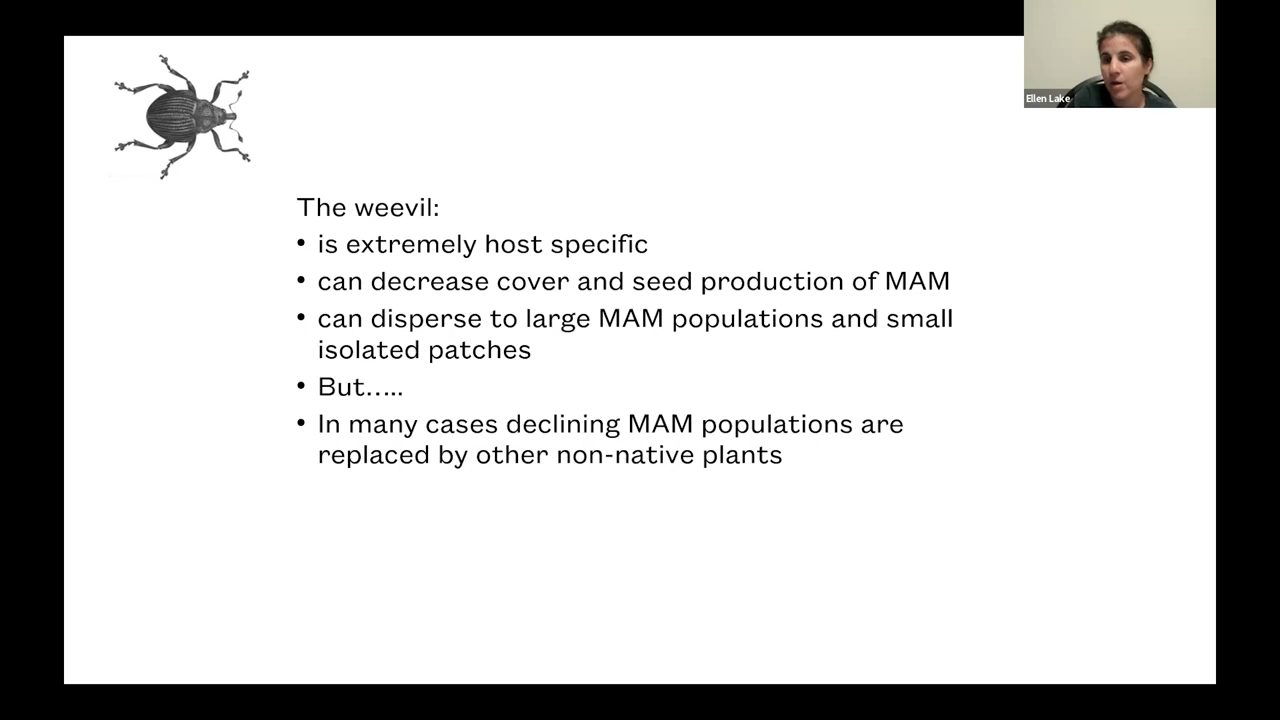 Ellen Lake
The weevil:
• is extremely host specific
• can decrease cover and seed production of MAM
• can disperse to large MAM populations and small
isolated patches
• But.....
• In many cases declining MAM populations are
replaced by other non-native plants